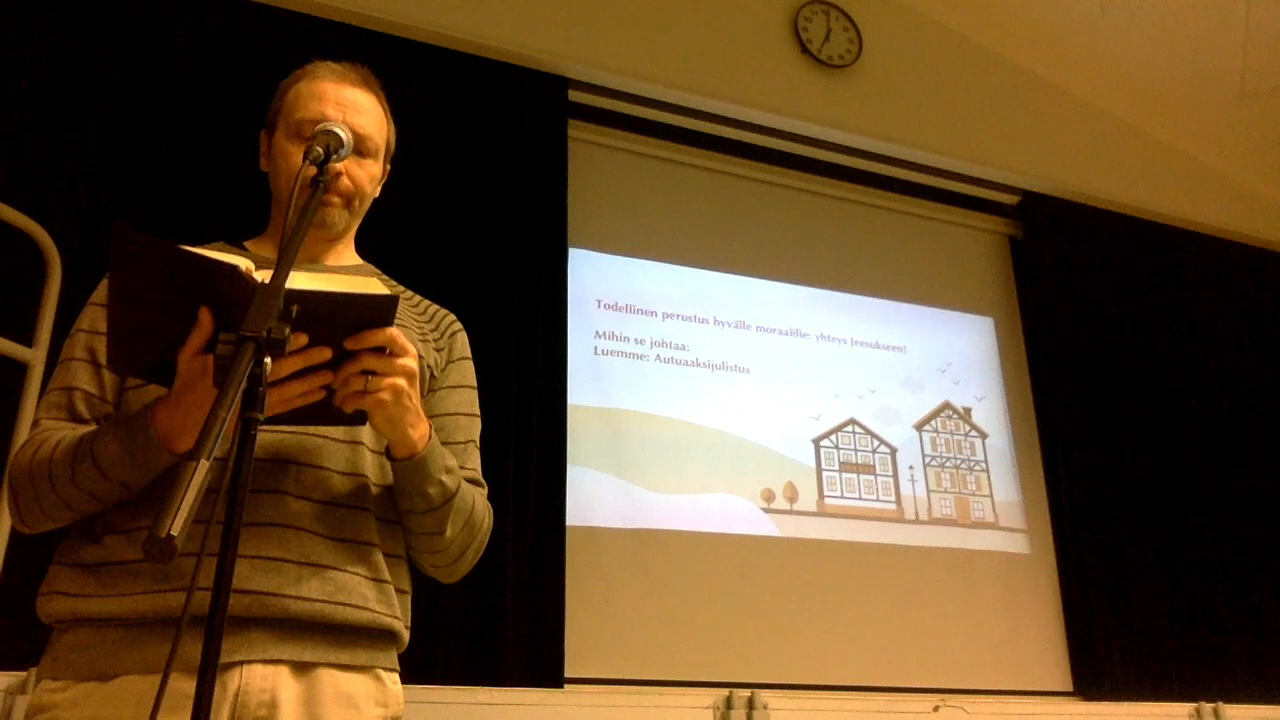 Todellinen perustus hyvälle moraalille: yhteys Jeesukseen!
Mihin se johtaa;
Luemme: Autuaaksijulistus